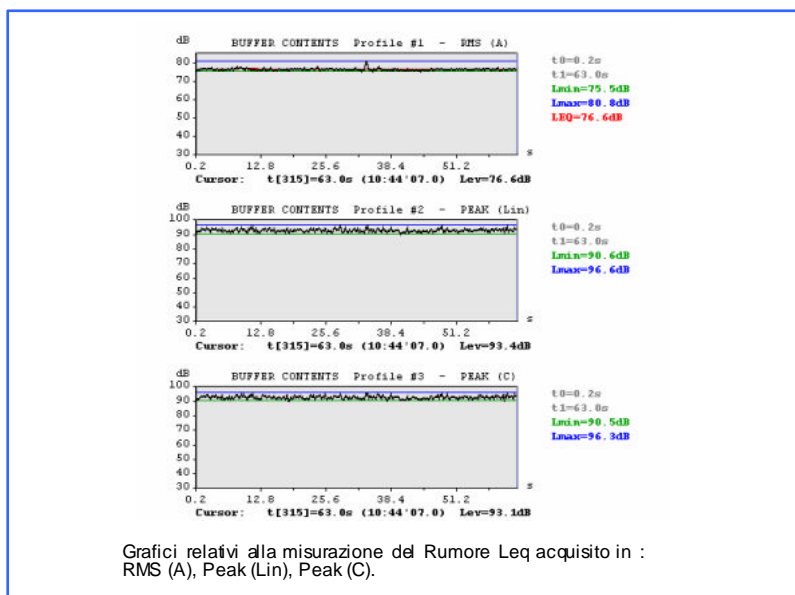 dB BUFFER CONTENTS Profile #1 - RMS (A)
80
70
60
50
40
30
s
0.2 12.8 25.6 38.4 51.2
Cursor: t[315]=63.0s (10:44'07.0) Lev=76.6dB
t0=0.2s
t1=63.0s
Lmin=75.5dB
Lmax=80.8dB
LEQ=76.6dB
dB BUFFER CONTENTS Profile #2 - PEAK (Lin)
100
90
80
70
60
50
40
30
s
0.2 12.8 25.6 38.4 51.2
Cursor: t[315]=63.0s (10:44'07.0) Lev=93.4dB
t0=0.2s
t1=63.0s
Lmin=90.6dB
Lmax=96.6dB
dB BUFFER CONTENTS Profile #3 - PEAK (C)
100
90
80
70
60
50
40
30
s
0.2 12.8 25.6 38.4 51.2
Cursor: t[315]=63.0s (10:44'07.0) Lev=93.1dB
t0=0.2s
t1=63.0s
Lmin=90.5dB
Lmax=96.3dB
Grafici relativi alla misurazione del Rumore Leq acquisito in :
RMS (A), Peak (Lin), Peak (C).